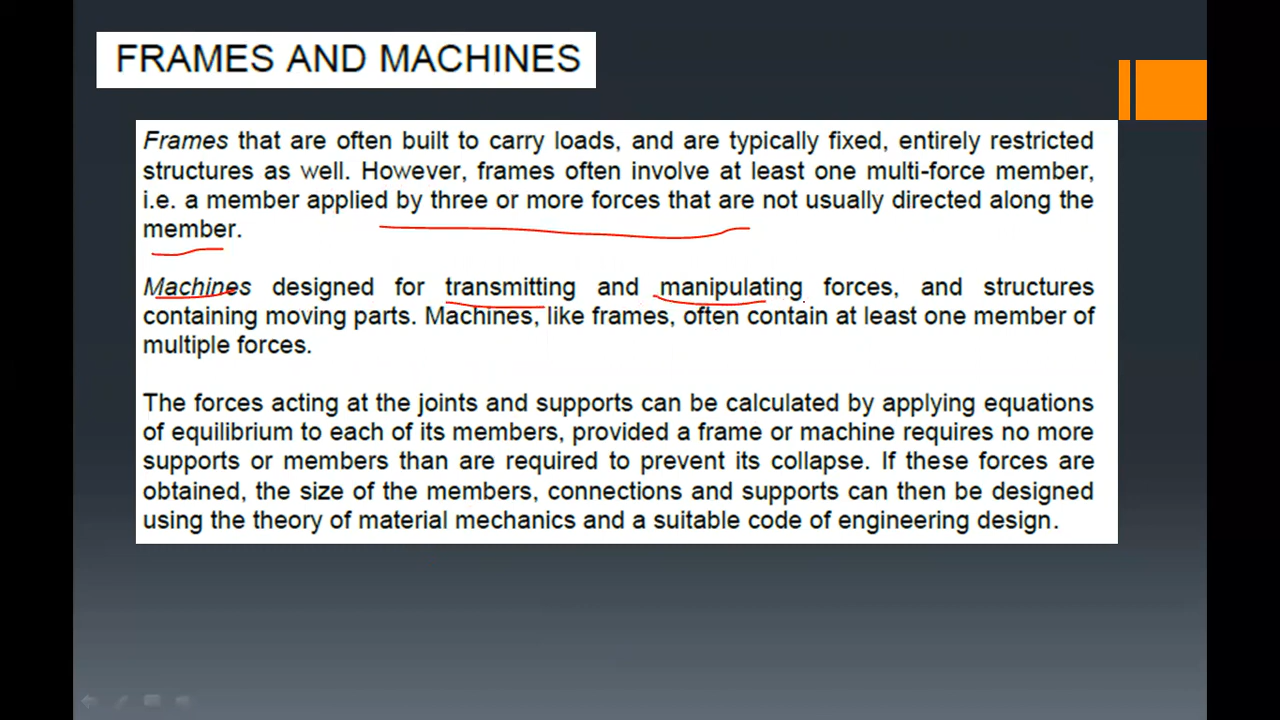 FRAMES AND MACHINES
Frames that are often built to carry loads, and are typically fixed, entirely restricted
structures as well. However, frames often involve at least one multi-force member,
i.e. a member applied by three or more forces that are not usually directed along the
member.
Machines designed for transmitting and manipulating forces, and structures
containing moving parts. Machines, like frames, often contain at least one member of
multiple forces.
The forces acting at the joints and supports can be calculated by applying equations
of equilibrium to each of its members, provided a frame or machine requires no more
supports or members than are required to prevent its collapse. If these forces are
obtained, the size of the members, connections and supports can then be designed
using the theory of material mechanics and a suitable code of engineering design.